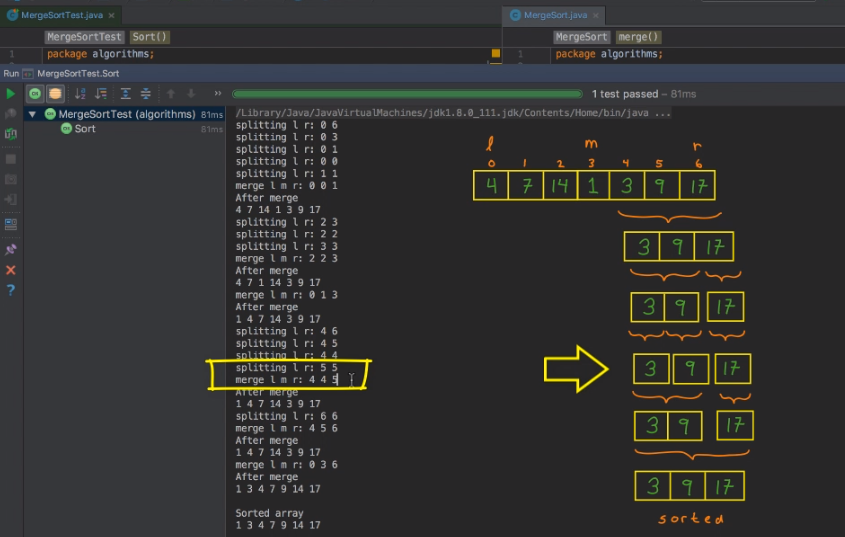 MergeSortTest.java ×
MergeSort.java ×
MergeSortTest Sort()
MergeSort merge()
1 package algorithms;
1 package algorithms;
Run MergeSortTest.Sort
>> 1 test passed – 81ms
MergeSortTest (algorithms) 81ms
Sort 81ms
/Library/Java/JavaVirtualMachines/jdk1.8.0_111.jdk/Contents/Home/bin/java ...
splitting l r: 0 6
splitting l r: 0 3
splitting l r: 0 1
splitting l r: 0 0
splitting l r: 1 1
merge l m r: 0 0 1
After merge
4 7 14 1 3 9 17
splitting l r: 2 3
splitting l r: 2 2
splitting l r: 3 3
merge l m r: 2 2 3
After merge
4 7 1 14 3 9 17
merge l m r: 0 1 3
After merge
1 4 7 14 3 9 17
splitting l r: 4 6
splitting l r: 4 5
splitting l r: 4 4
splitting l r: 5 5
merge l m r: 4 4 5
After merge
1 4 7 14 3 9 17
splitting l r: 6 6
merge l m r: 4 5 6
After merge
1 4 7 14 3 9 17
merge l m r: 0 3 6
After merge
1 3 4 7 9 14 17
Sorted array
1 3 4 7 9 14 17
l m r
0 1 2 3 4 5 6
4 7 14 1 3 9 17
3 9 17
3 9 17
3 9 17
3 9 17
3 9 17
sorted